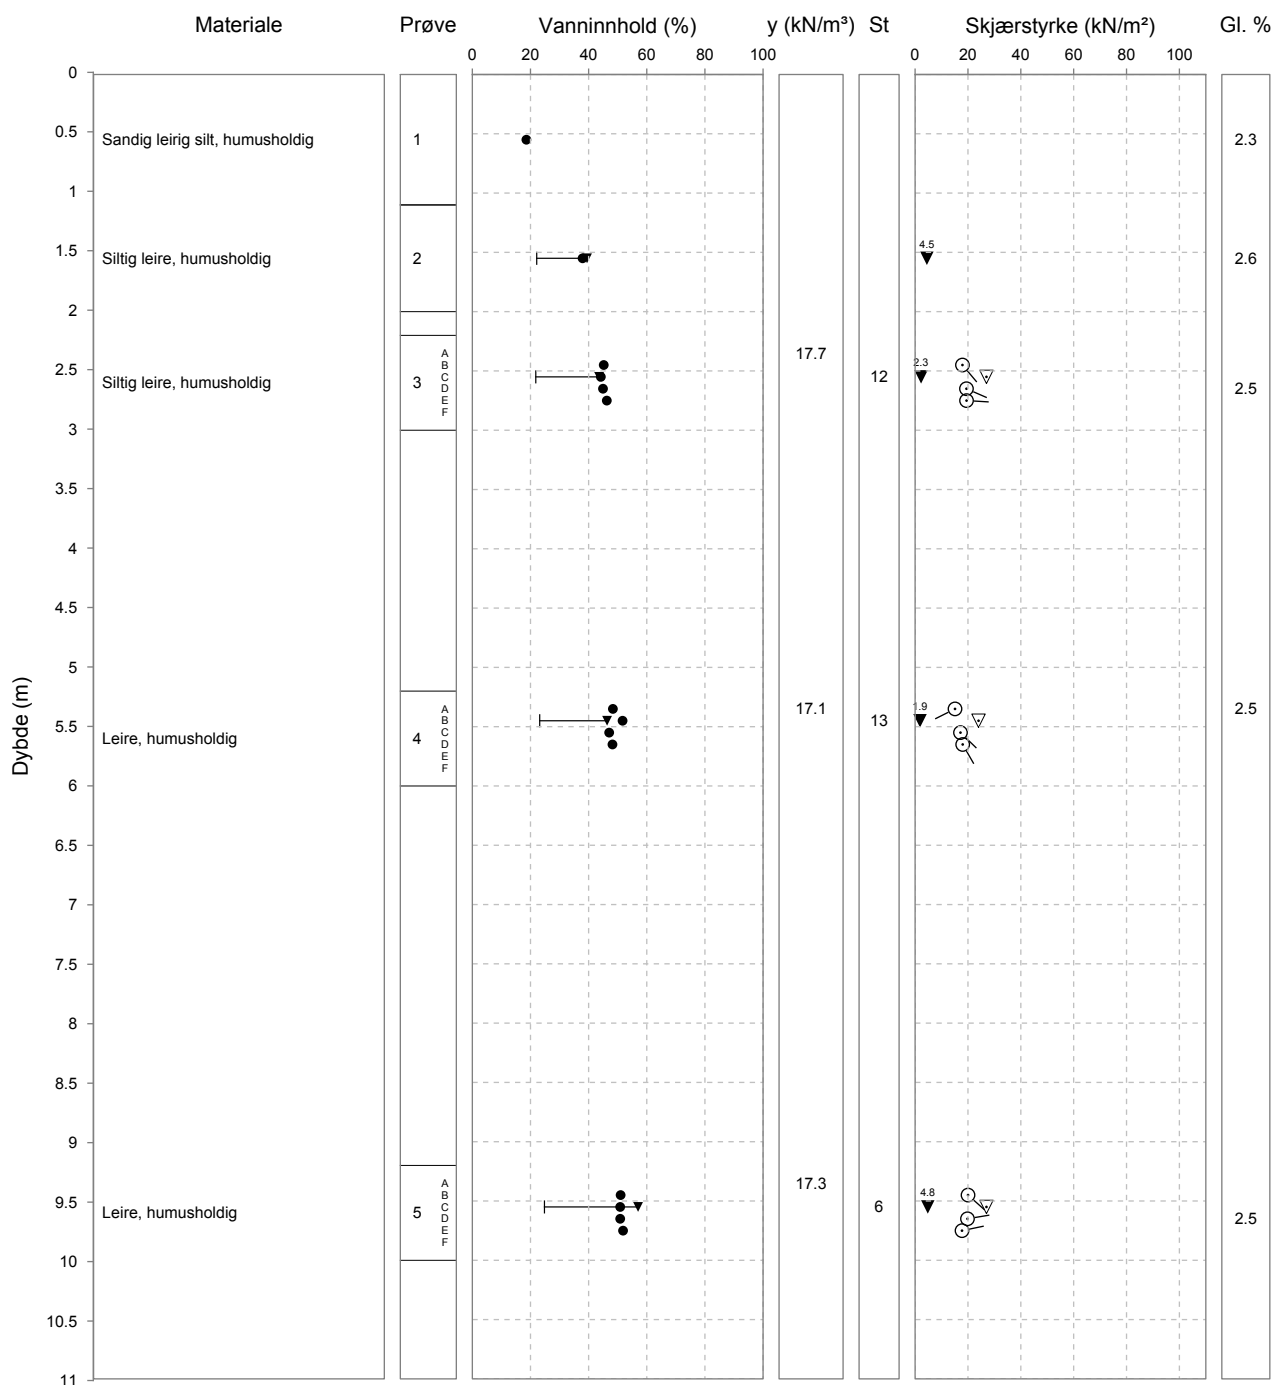 Materiale Prøve Vanninnhold (%) y (kN/m³) St Skjærstyrke (kN/m²) Gl. %
0 20 40 60 80 100 0 20 40 60 80 100
0
0.5 Sandig leirig silt, humusholdig 1 2.3
1
1.5 Siltig leire, humusholdig 2 4.5 2.6
2
A 17.7
B
2.5 Siltig leire, humusholdig 3 C 12 2.3 2.5
D
E
F
3
3.5
4
4.5
5
Dybde (m)
A 17.1 1.9 2.5
5.5 B 13
Leire, humusholdig 4 C
D
E
F
6
6.5
7
7.5
8
8.5
9
A 17.3
9.5 B 4.8
C 6
Leire, humusholdig 5 D 2.5
E
F
10
10.5
11